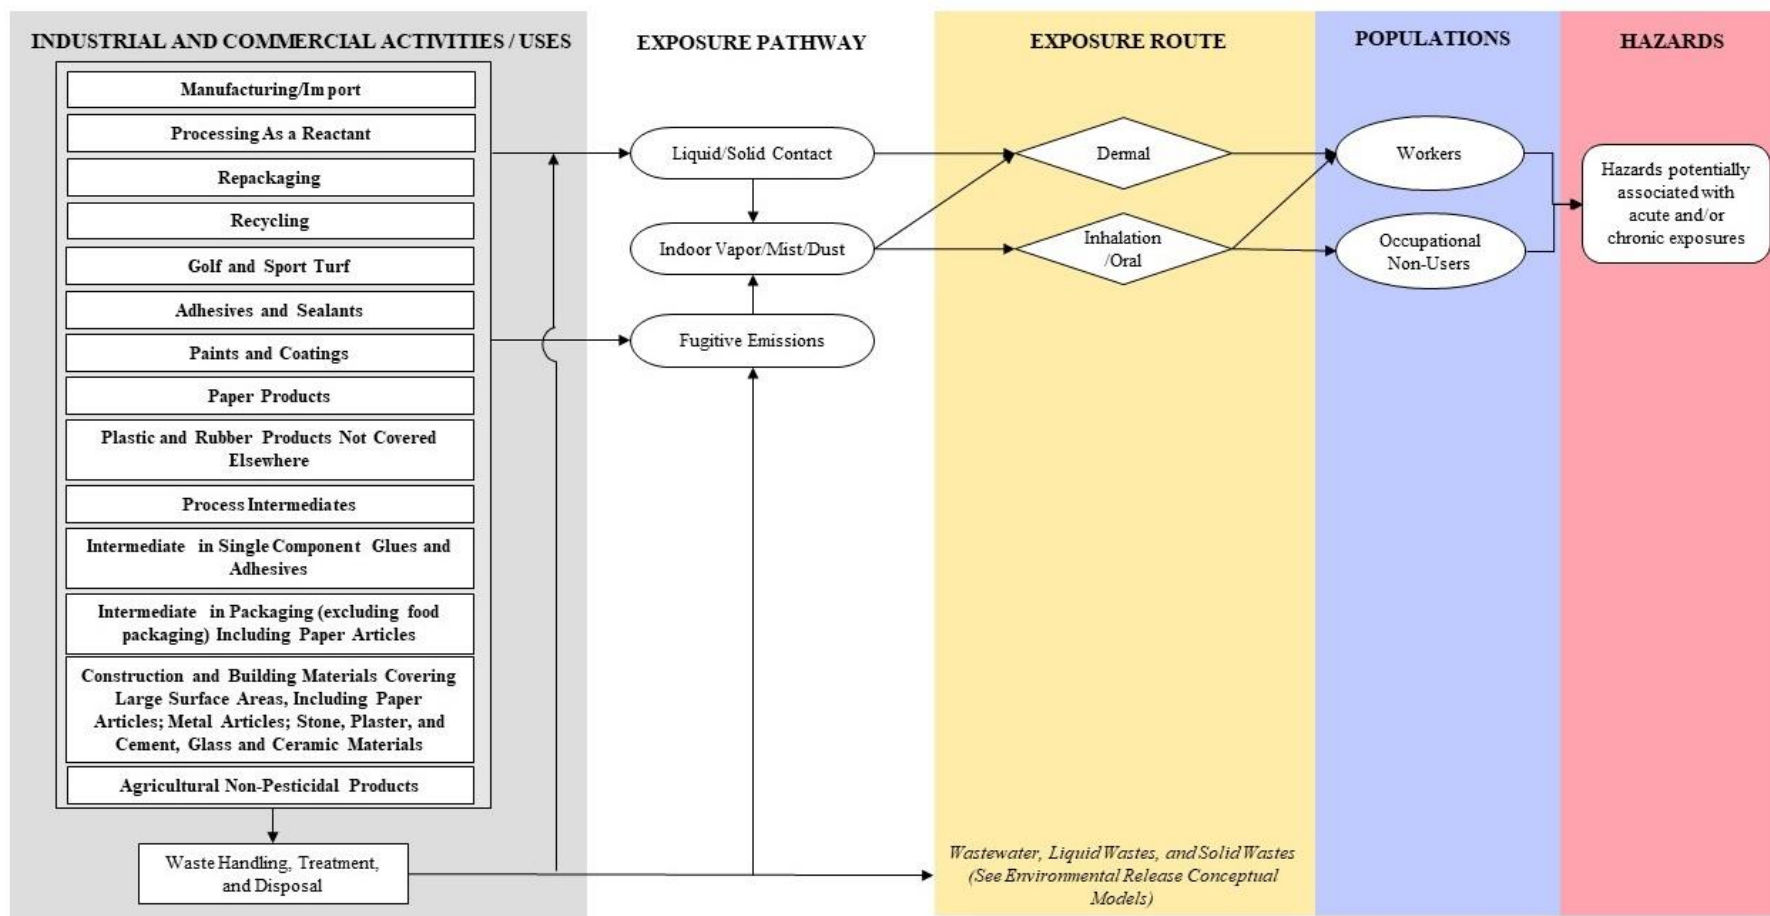 INDUSTRIAL AND COMMERCIAL ACTIVITIES / USES
Manufacturing/Import
Processing As a Reactant
Repackaging
Recycling
Golf and Sport Turf
Adhesives and Sealants
Paints and Coatings
Paper Products
Plastic and Rubber Products Not Covered
Elsewhere
Process Intermediates
Intermediate in Single Component Glues and
Adhesives
Intermediate in Packaging (excluding food
packaging) Including Paper Articles
Construction and Building Materials Covering
Large Surface Areas, Including Paper
Articles; Metal Articles; Stone, Plaster, and
Cement, Glass and Ceramic Materials
Agricultural Non-Pesticidal Products
Waste Handling, Treatment,
and Disposal
EXPOSURE PATHWAY
Liquid/Solid Contact
Indoor Vapor/Mist/Dust
Fugitive Emissions
EXPOSURE ROUTE
Dermal
Inhalation
/Oral
Wastewater, Liquid Wastes, and Solid Wastes
(See Environmental Release Conceptual
Models)
POPULATIONS
Workers
Occupational
Non-Users
HAZARDS
Hazards potentially
associated with
acute and/or
chronic exposures